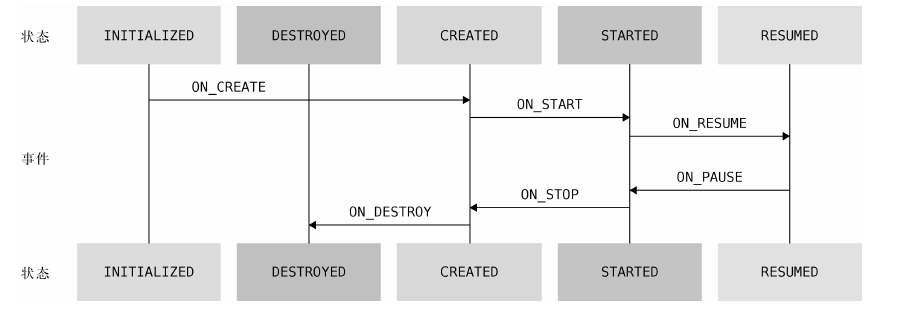 状态 INITIALIZED DESTROYED CREATED STARTED RESUMED
ON_CREATE
ON_START
ON_RESUME
事件
ON_PAUSE
ON_STOP
ON_DESTROY
状态 INITIALIZED DESTROYED CREATED STARTED RESUMED